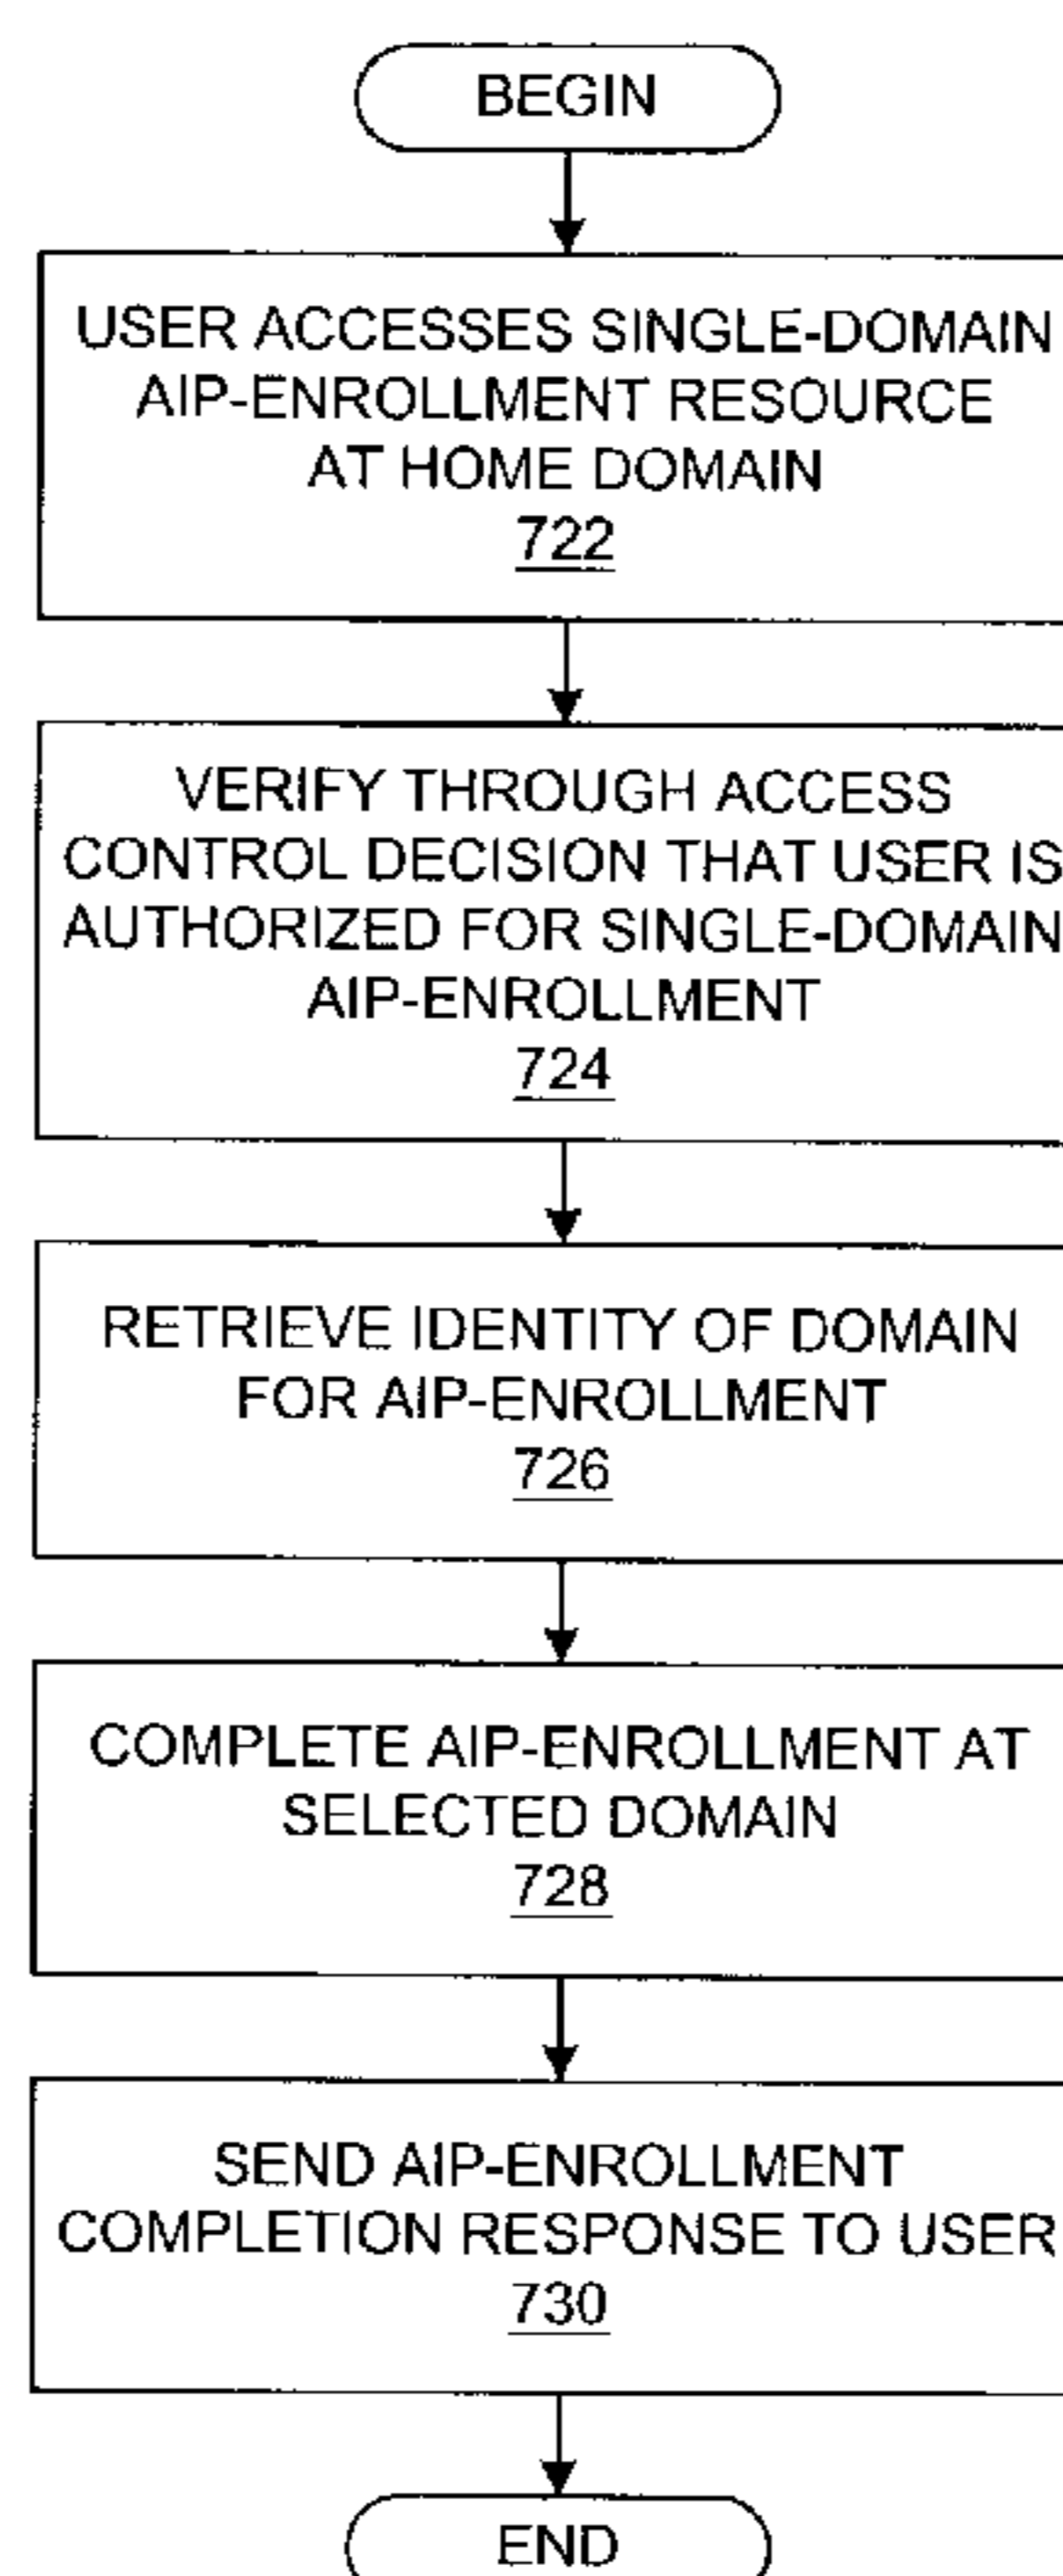 BEGIN
USER ACCESSES SINGLE-DOMAIN
AIP-ENROLLMENT RESOURCE
AT HOME DOMAIN
722
VERIFY THROUGH ACCESS
CONTROL DECISION THAT USER IS
AUTHORIZED FOR SINGLE-DOMAIN
AIP-ENROLLMENT
724
RETRIEVE IDENTITY OF DOMAIN
FOR AIP-ENROLLMENT
726
COMPLETE AIP-ENROLLMENT AT
SELECTED DOMAIN
728
SEND AIP-ENROLLMENT
COMPLETION RESPONSE TO USER
730
END